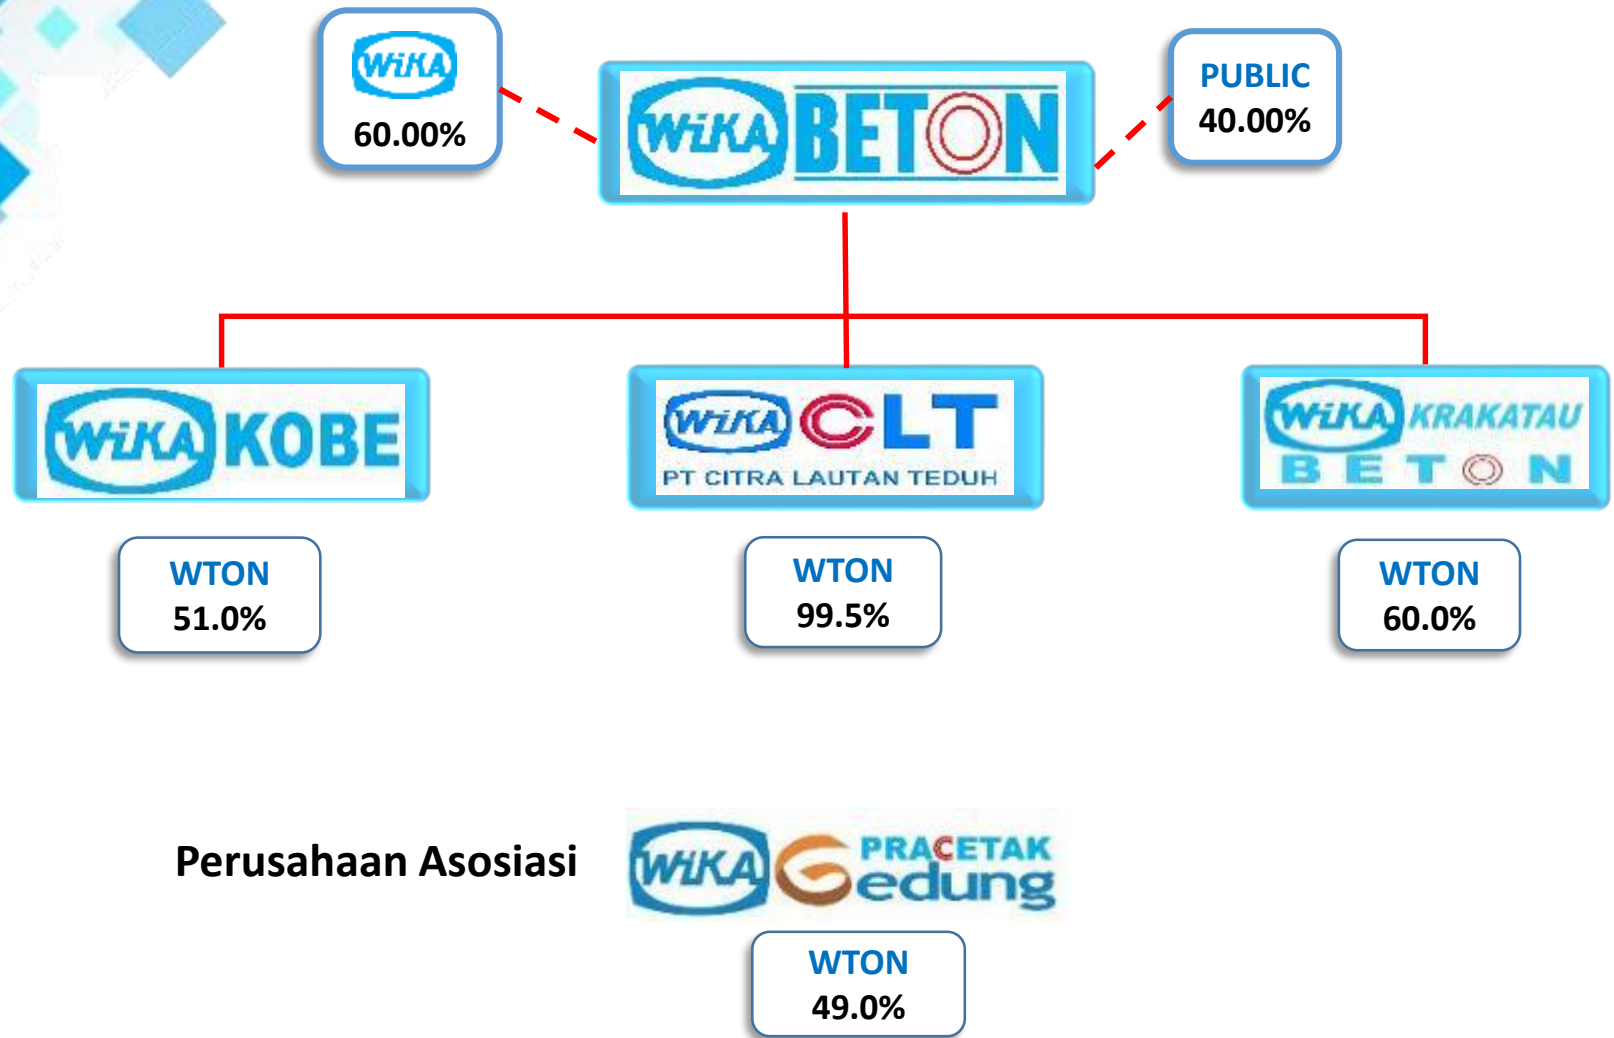 WiKA
60.00%
WiKA BETON
PUBLIC
40.00%
WiKA KOBE
WiKA CLT
PT CITRA LAUTAN TEDUH
WiKA KRAKATAU
BETON
WTON
51.0%
WTON
99.5%
WTON
60.0%
Perusahaan Asosiasi
WiKA PRACETAK
Gedung
WTON
49.0%